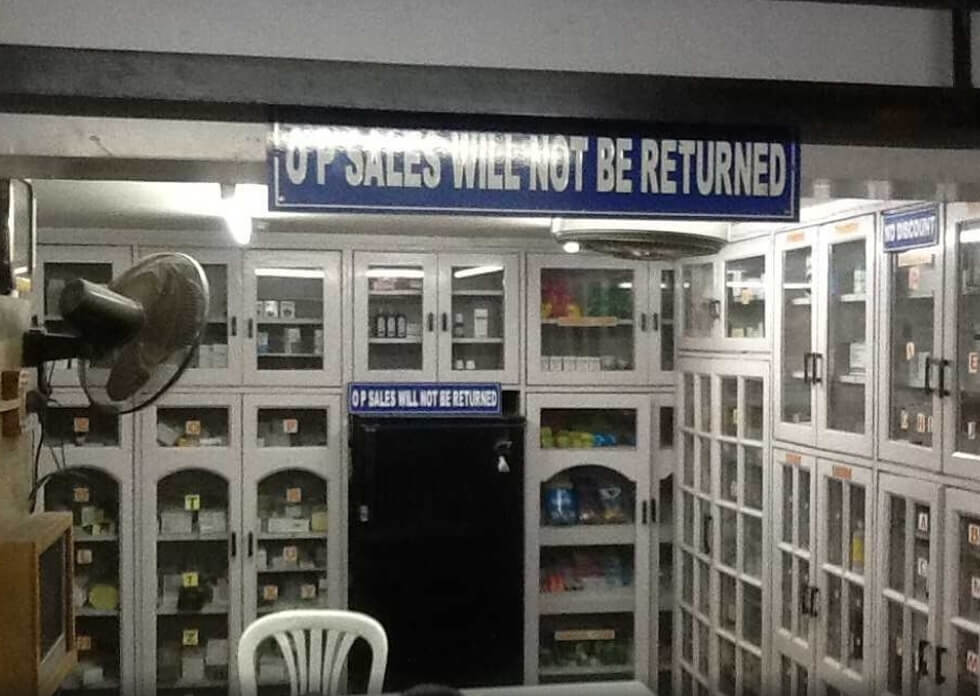 O P SALES WILL NOT BE RETURNED
NO DISCOUNT
O P SALES WILL NOT BE RETURNED
T
T
Z
A